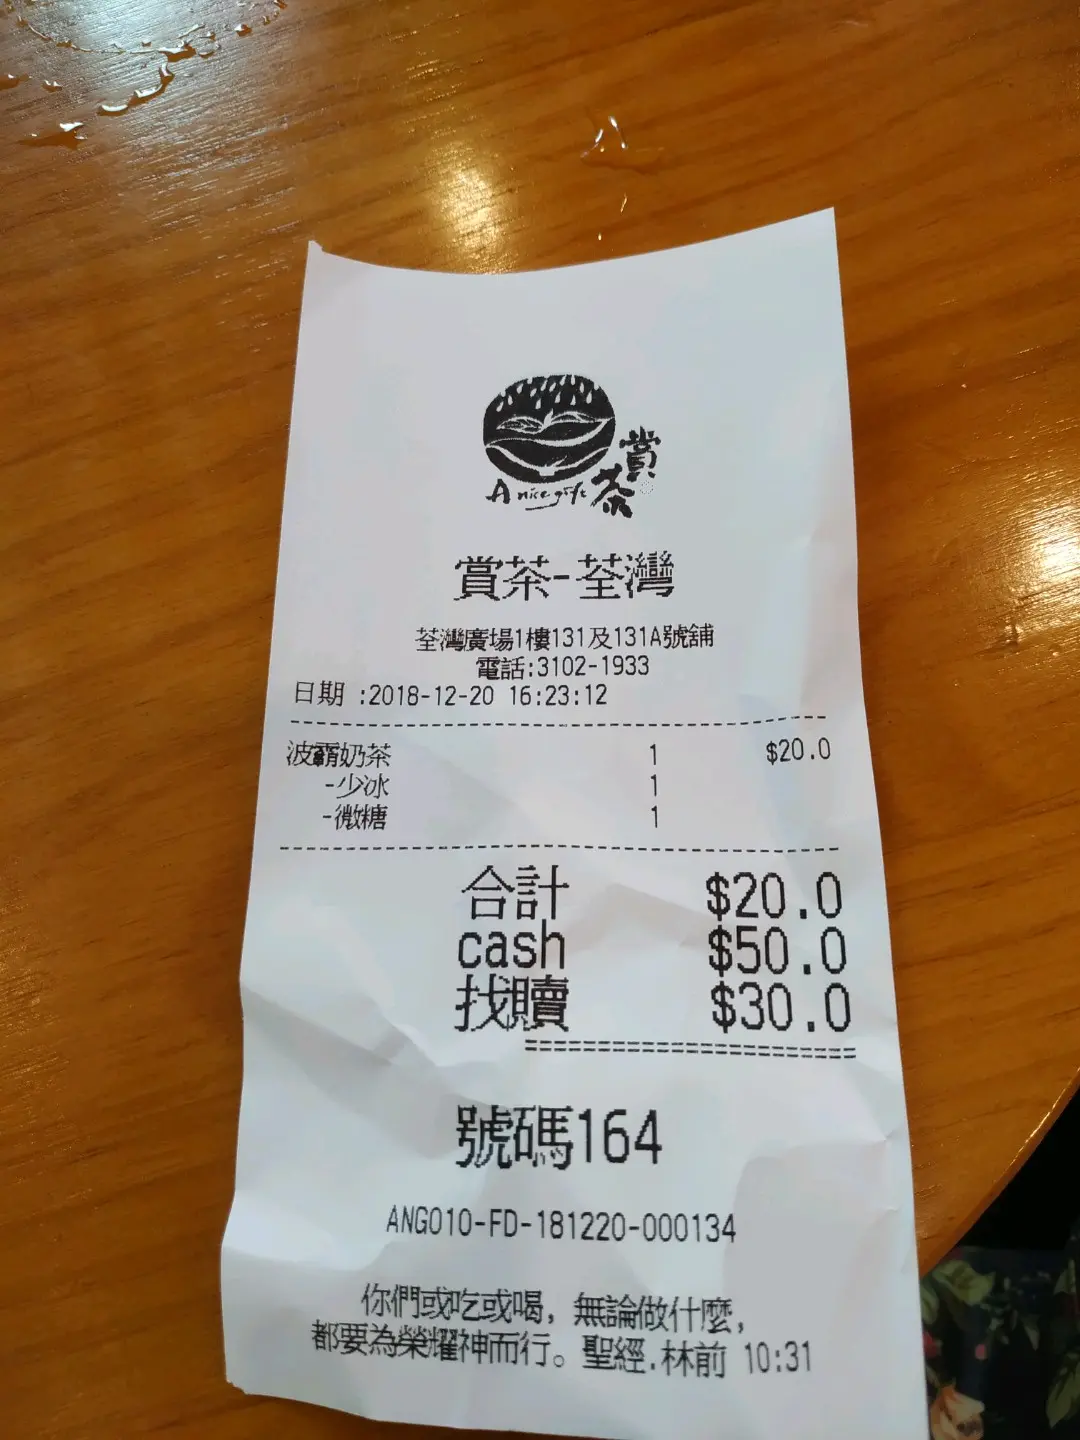 A nice gift
賞茶
賞茶-荃灣
荃灣廣場1樓131及131A號舖
電話:3102-1933
日期 :2018-12-20 16:23:12
波霸奶茶 1 $20.0
-少冰 1
-微糖 1
合計 $20.0
cash $50.0
找贖 $30.0
號碼164
ANG010-FD-181220-000134
你們或吃或喝，無論做什麼，
都要為榮耀神而行。聖經.林前 10:31